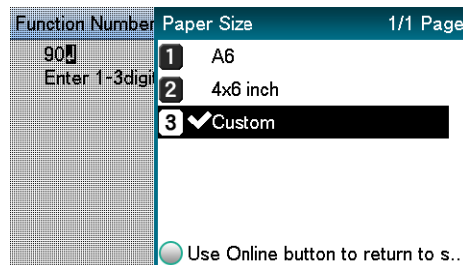 Function Number
90
Enter 1-3digi
Paper Size 1/1 Page
1 A6
2 4x6 inch
3 Custom
Use Online button to return to s..